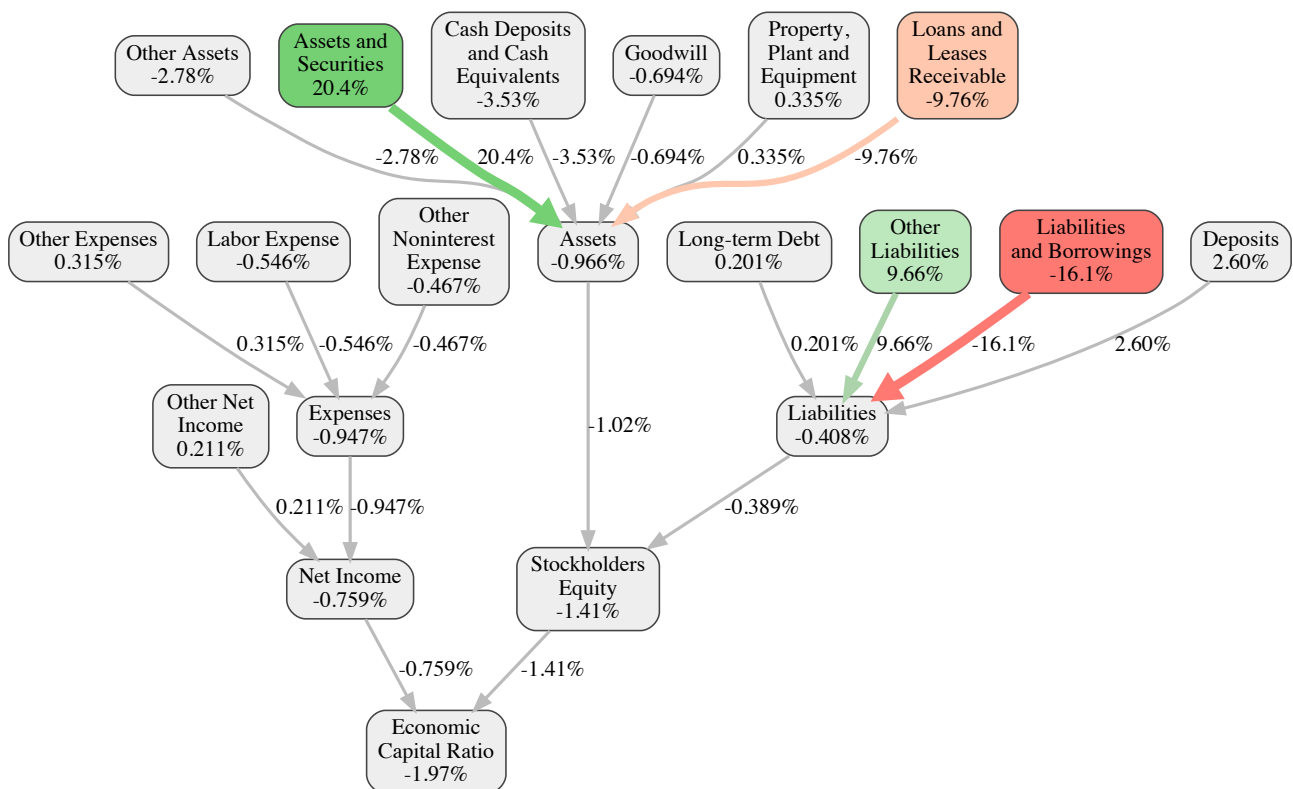 Other Assets
-2.78%
Assets and
Securities
20.4%
Cash Deposits
and Cash
Equivalents
-3.53%
Goodwill
-0.694%
Property,
Plant and
Equipment
0.335%
Loans and
Leases
Receivable
-9.76%
-2.78%
20.4%
-3.53%
-0.694%
0.335%
-9.76%
Other Expenses
0.315%
Labor Expense
-0.546%
Other
Noninterest
Expense
-0.467%
Assets
-0.966%
Long-term Debt
0.201%
Other
Liabilities
9.66%
Liabilities
and Borrowings
-16.1%
Deposits
2.60%
0.315%
-0.546%
-0.467%
0.201%
9.66%
-16.1%
2.60%
Other Net
Income
0.211%
Expenses
-0.947%
-1.02%
Liabilities
-0.408%
0.211%
-0.947%
-0.389%
Net Income
-0.759%
Stockholders
Equity
-1.41%
-0.759%
-1.41%
Economic
Capital Ratio
-1.97%